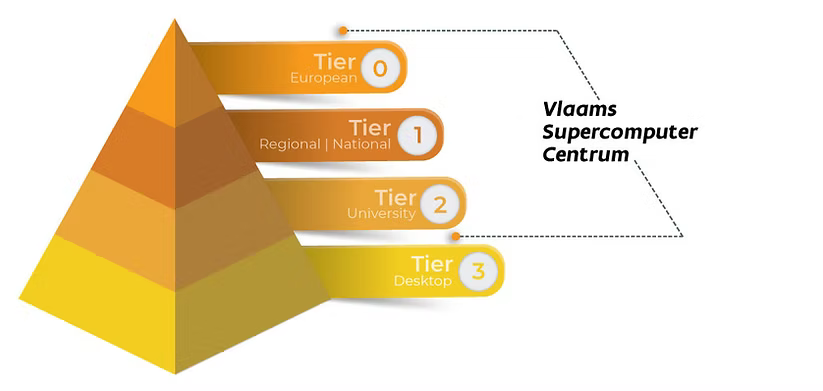 Tier 0
European
Tier 1
Regional | National
Tier 2
University
Tier 3
Desktop
Vlaams
Supercomputer
Centrum